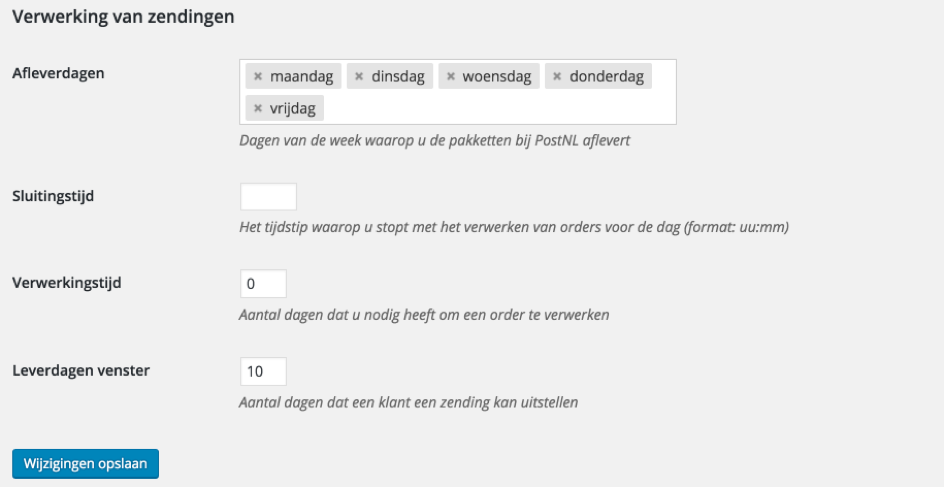 Verwerking van zendingen
Afleverdagen
× maandag × dinsdag × woensdag × donderdag
× vrijdag
Dagen van de week waarop u de pakketten bij PostNL aflevert
Sluitingstijd
Het tijdstip waarop u stopt met het verwerken van orders voor de dag (format: uu:mm)
Verwerkingstijd
0
Aantal dagen dat u nodig heeft om een order te verwerken
Leverdagen venster
10
Aantal dagen dat een klant een zending kan uitstellen
Wijzigingen opslaan